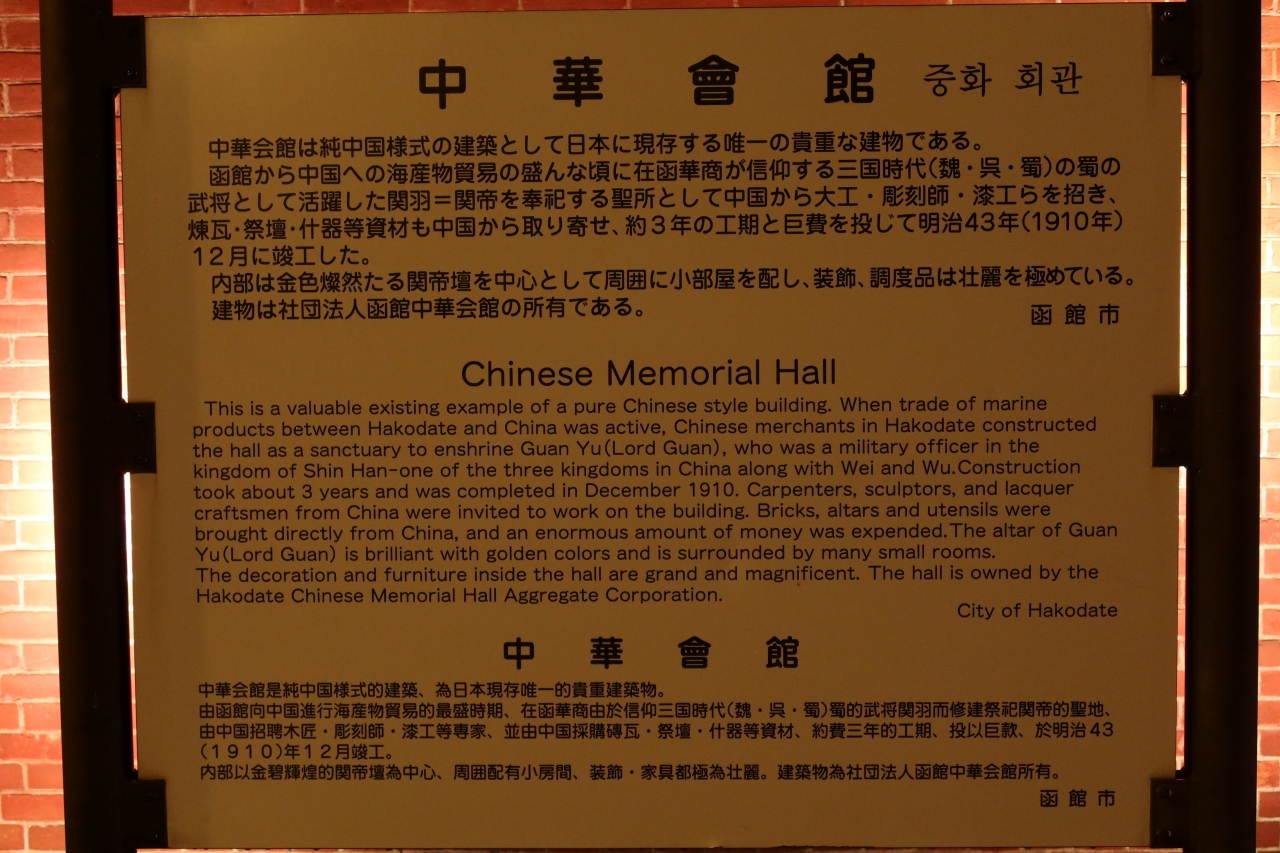 中華會館 중화 회관
中華会館は純中国様式の建築として日本に現存する唯一の貴重な建物である。
函館から中国への海産物貿易の盛んな頃に在函華商が信仰する三国時代(魏・呉・蜀)の蜀の
武将として活躍した関羽=関帝を奉祀する聖所として中国から大工・彫刻師・漆工らを招き、
煉瓦・祭壇・什器等資材も中国から取り寄せ、約3年の工期と巨費を投じて明治43年(1910年)
12月に竣工した。
内部は金色燦然たる関帝壇を中心として周囲に小部屋を配し、装飾、調度品は壮麗を極めている。
建物は社団法人函館中華会館の所有である。
函館市
Chinese Memorial Hall
This is a valuable existing example of a pure Chinese style building. When trade of marine
products between Hakodate and China was active, Chinese merchants in Hakodate constructed
the hall as a sanctuary to enshrine Guan Yu(Lord Guan), who was a military officer in the
kingdom of Shin Han-one of the three kingdoms in China along with Wei and Wu.Construction
took about 3 years and was completed in December 1910. Carpenters, sculptors, and lacquer
craftsmen from China were invited to work on the building. Bricks, altars and utensils were
brought directly from China, and an enormous amount of money was expended.The altar of Guan
Yu(Lord Guan) is brilliant with golden colors and is surrounded by many small rooms.
The decoration and furniture inside the hall are grand and magnificent. The hall is owned by the
Hakodate Chinese Memorial Hall Aggregate Corporation.
City of Hakodate
中華會館
中華会館是純中国様式的建築、為日本現存唯一的貴重建築物。
由函館向中国進行海産物貿易的最盛時期、在函華商由於信仰三国時代(魏・呉・蜀)蜀的武将関羽而修建祭祀関帝的聖地、
由中国招聘木匠・彫刻師・漆工等専家、並由中国採購磚瓦・祭壇・什器等資材、約費三年的工期、投以巨款、於明治43
(1910)年12月竣工。
内部以金碧輝煌的関帝壇為中心、周囲配有小房間、装飾・家具都極為壮麗。建築物為社団法人函館中華会館所有。
函館市